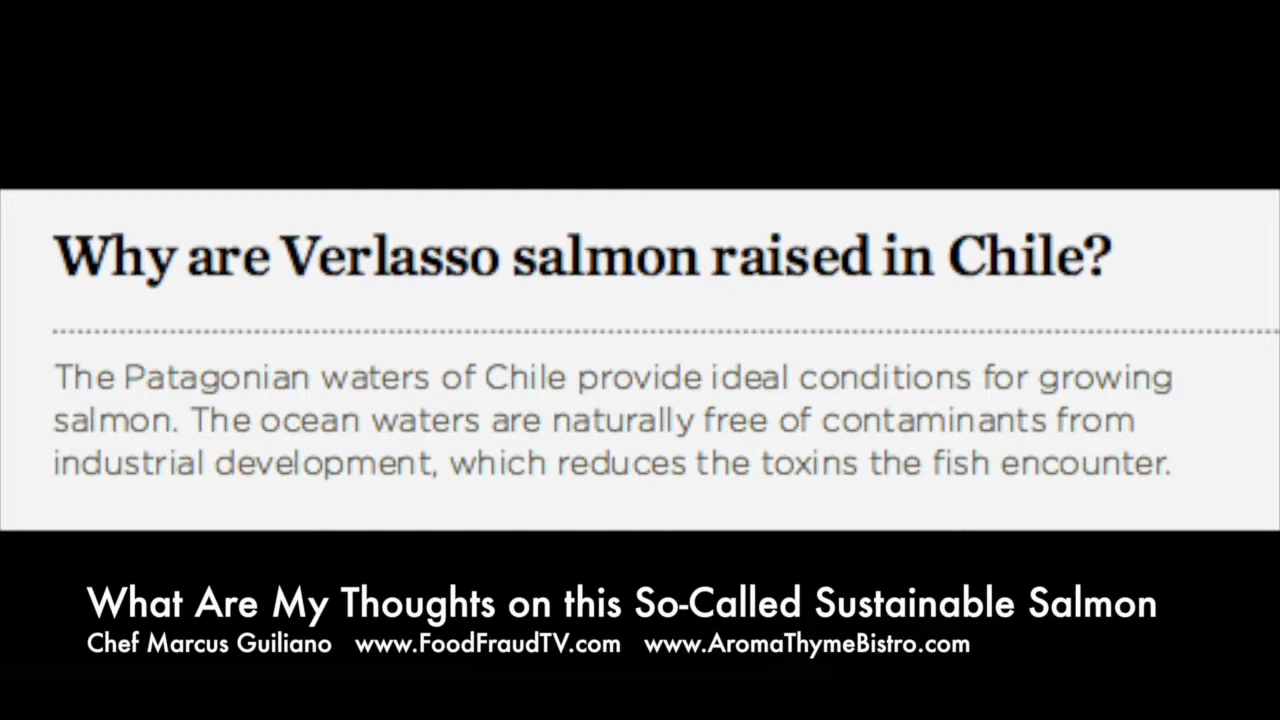 Why are Verlasso salmon raised in Chile?
The Patagonian waters of Chile provide ideal conditions for growing
salmon. The ocean waters are naturally free of contaminants from
industrial development, which reduces the toxins the fish encounter.
What Are My Thoughts on this So-Called Sustainable Salmon
Chef Marcus Guiliano www.FoodFraudTV.com www.AromaThymeBistro.com